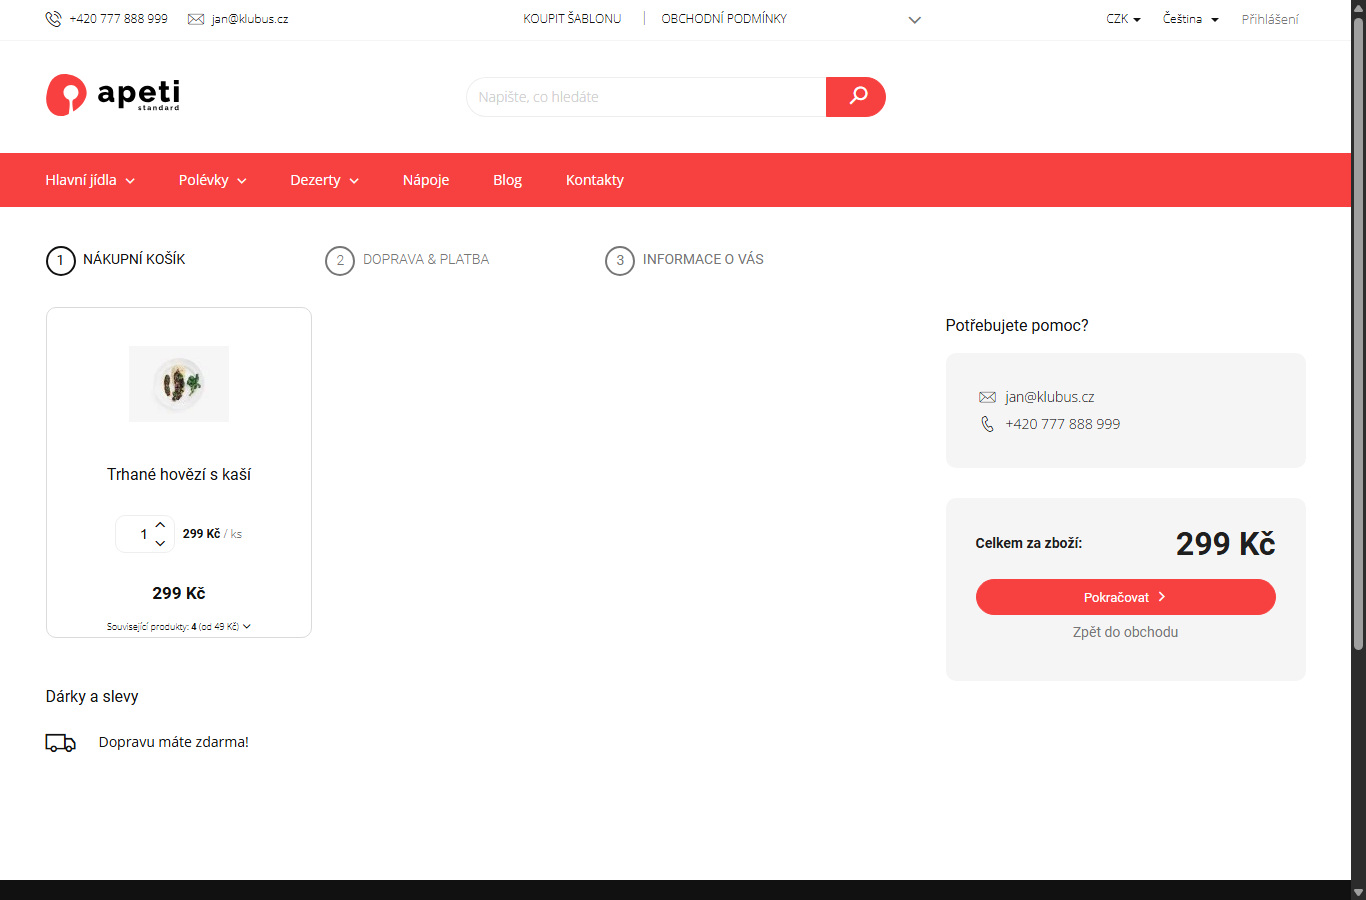 +420 777 888 999 jan@klubus.cz KOUPIT ŠABLONU OBCHODNÍ PODMÍNKY CZK Čeština Přihlášení
apeti
standard
Napište, co hledáte
Hlavní jídla Polévky Dezerty Nápoje Blog Kontakty
1 NÁKUPNÍ KOŠÍK 2 DOPRAVA & PLATBA 3 INFORMACE O VÁS
Trhané hovězí s kaší
1 299 Kč / ks
299 Kč
Související produkty: 4 (od 49 Kč)
Dárky a slevy
Dopravu máte zdarma!
Potřebujete pomoc?
jan@klubus.cz
+420 777 888 999
Celkem za zboží: 299 Kč
Pokračovat
Zpět do obchodu